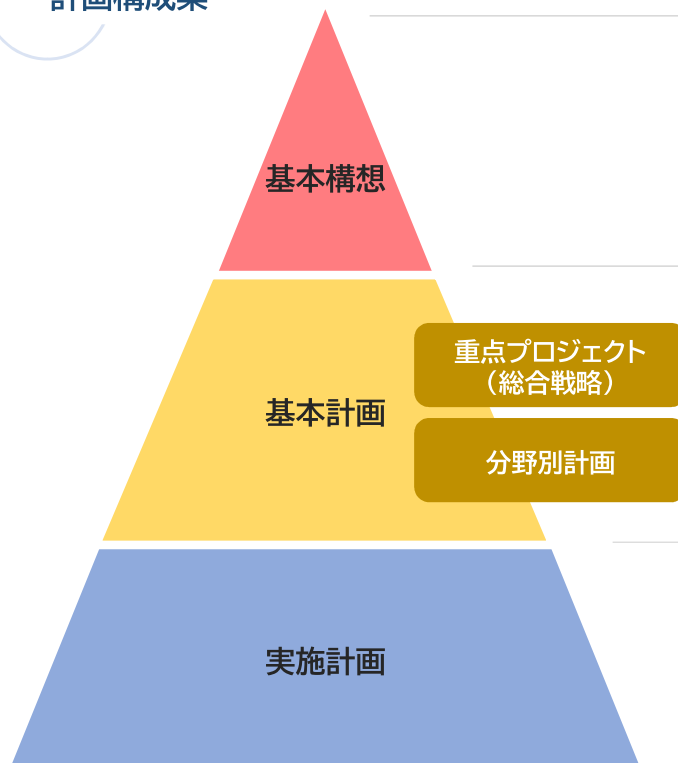 計画構成案
基本構想
重点プロジェクト
（総合戦略）
基本計画
分野別計画
実施計画